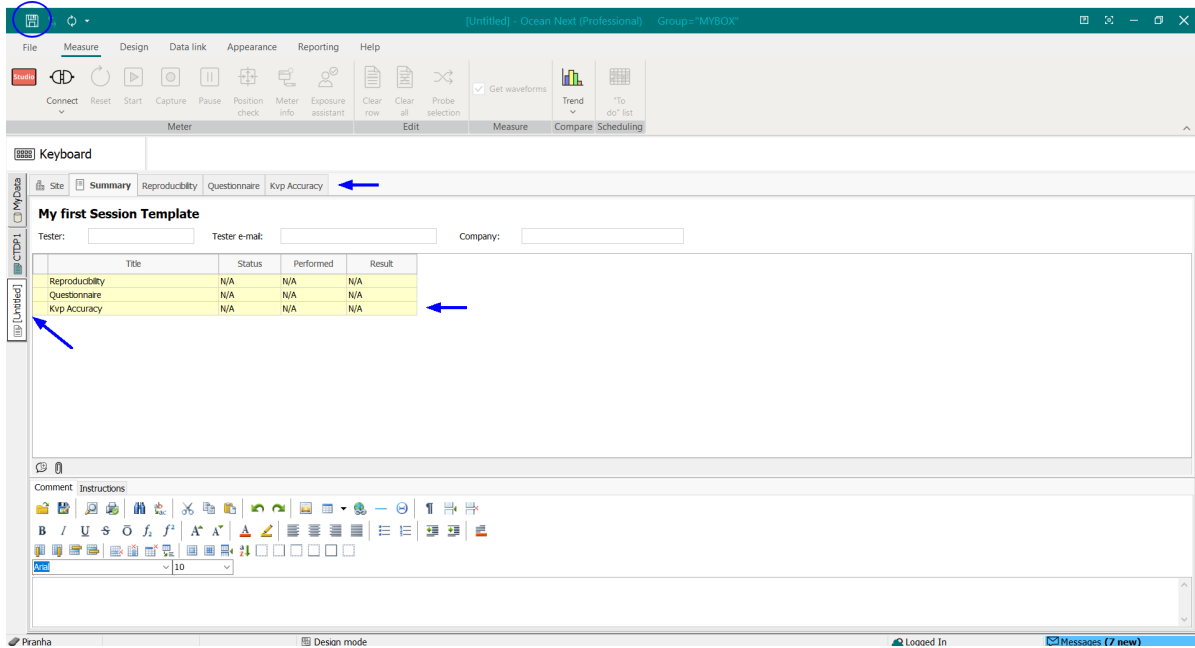 [Untitled] - Ocean Next (Professional) Group="MYBOX"
File Measure Design Data link Appearance Reporting Help
Studio
Connect Reset Start Capture Pause Position check Meter info Exposure assistant Clear row Clear all Probe selection Get waveforms Trend "To do" list
Meter Edit Measure Compare Scheduling
Keyboard
MyData
CTDP1
[Untitled]
Site Summary Reproducibility Questionnaire Kvp Accuracy
My first Session Template
Tester: Tester e-mail: Company:
Title Status Performed Result
Reproducibility N/A N/A N/A
Questionnaire N/A N/A N/A
Kvp Accuracy N/A N/A N/A
Comment Instructions
Arial 10
Piranha Design mode Logged In Messages (7 new)